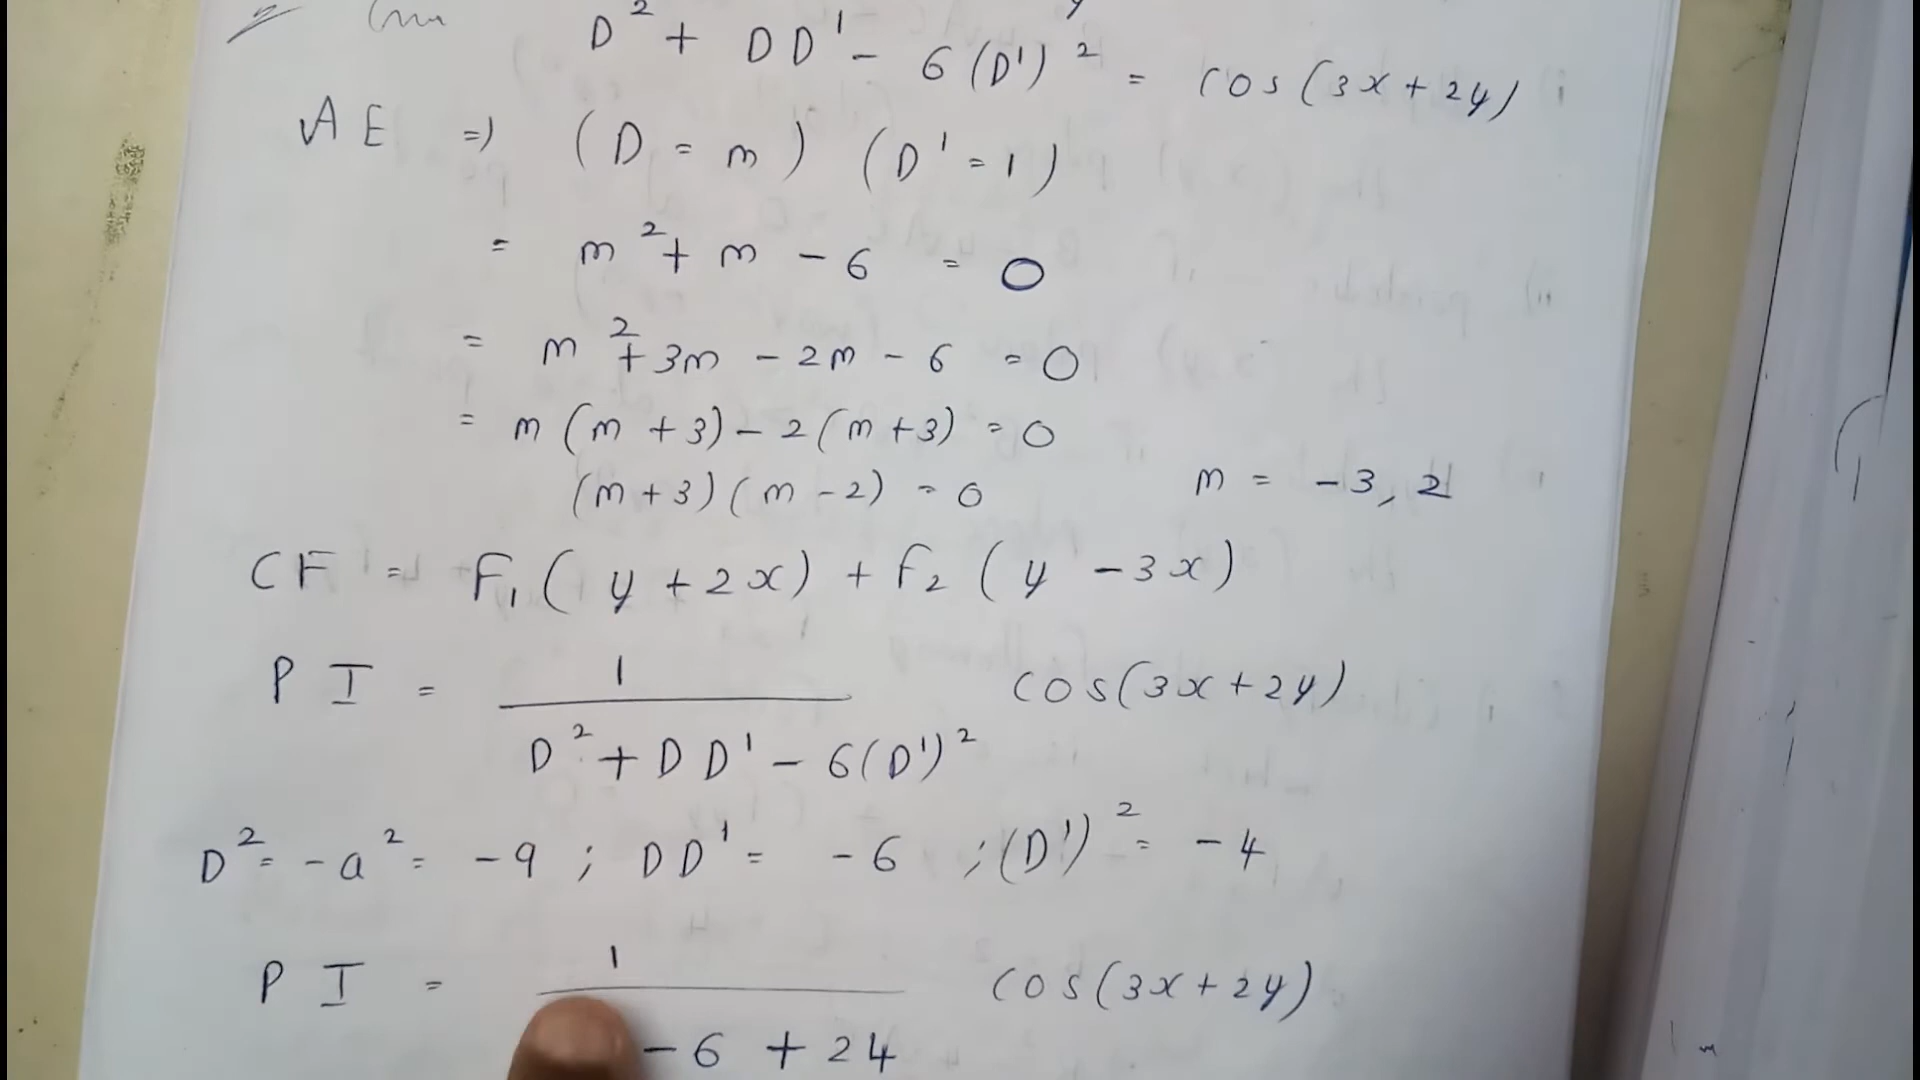 D² + DD' - 6(D')² = cos(3x+2y)
AE => (D = m) (D' = 1)
= m² + m - 6 = 0
= m² + 3m - 2m - 6 = 0
= m(m+3) - 2(m+3) = 0
(m+3)(m-2) = 0 m = -3, 2
CF = F₁(y+2x) + F₂(y-3x)
PI = 1/(D² + DD' - 6(D')²) cos(3x+2y)
D² = -a² = -9 ; DD' = -6 ; (D')² = -4
PI = 1/( -6 + 24) cos(3x+2y)